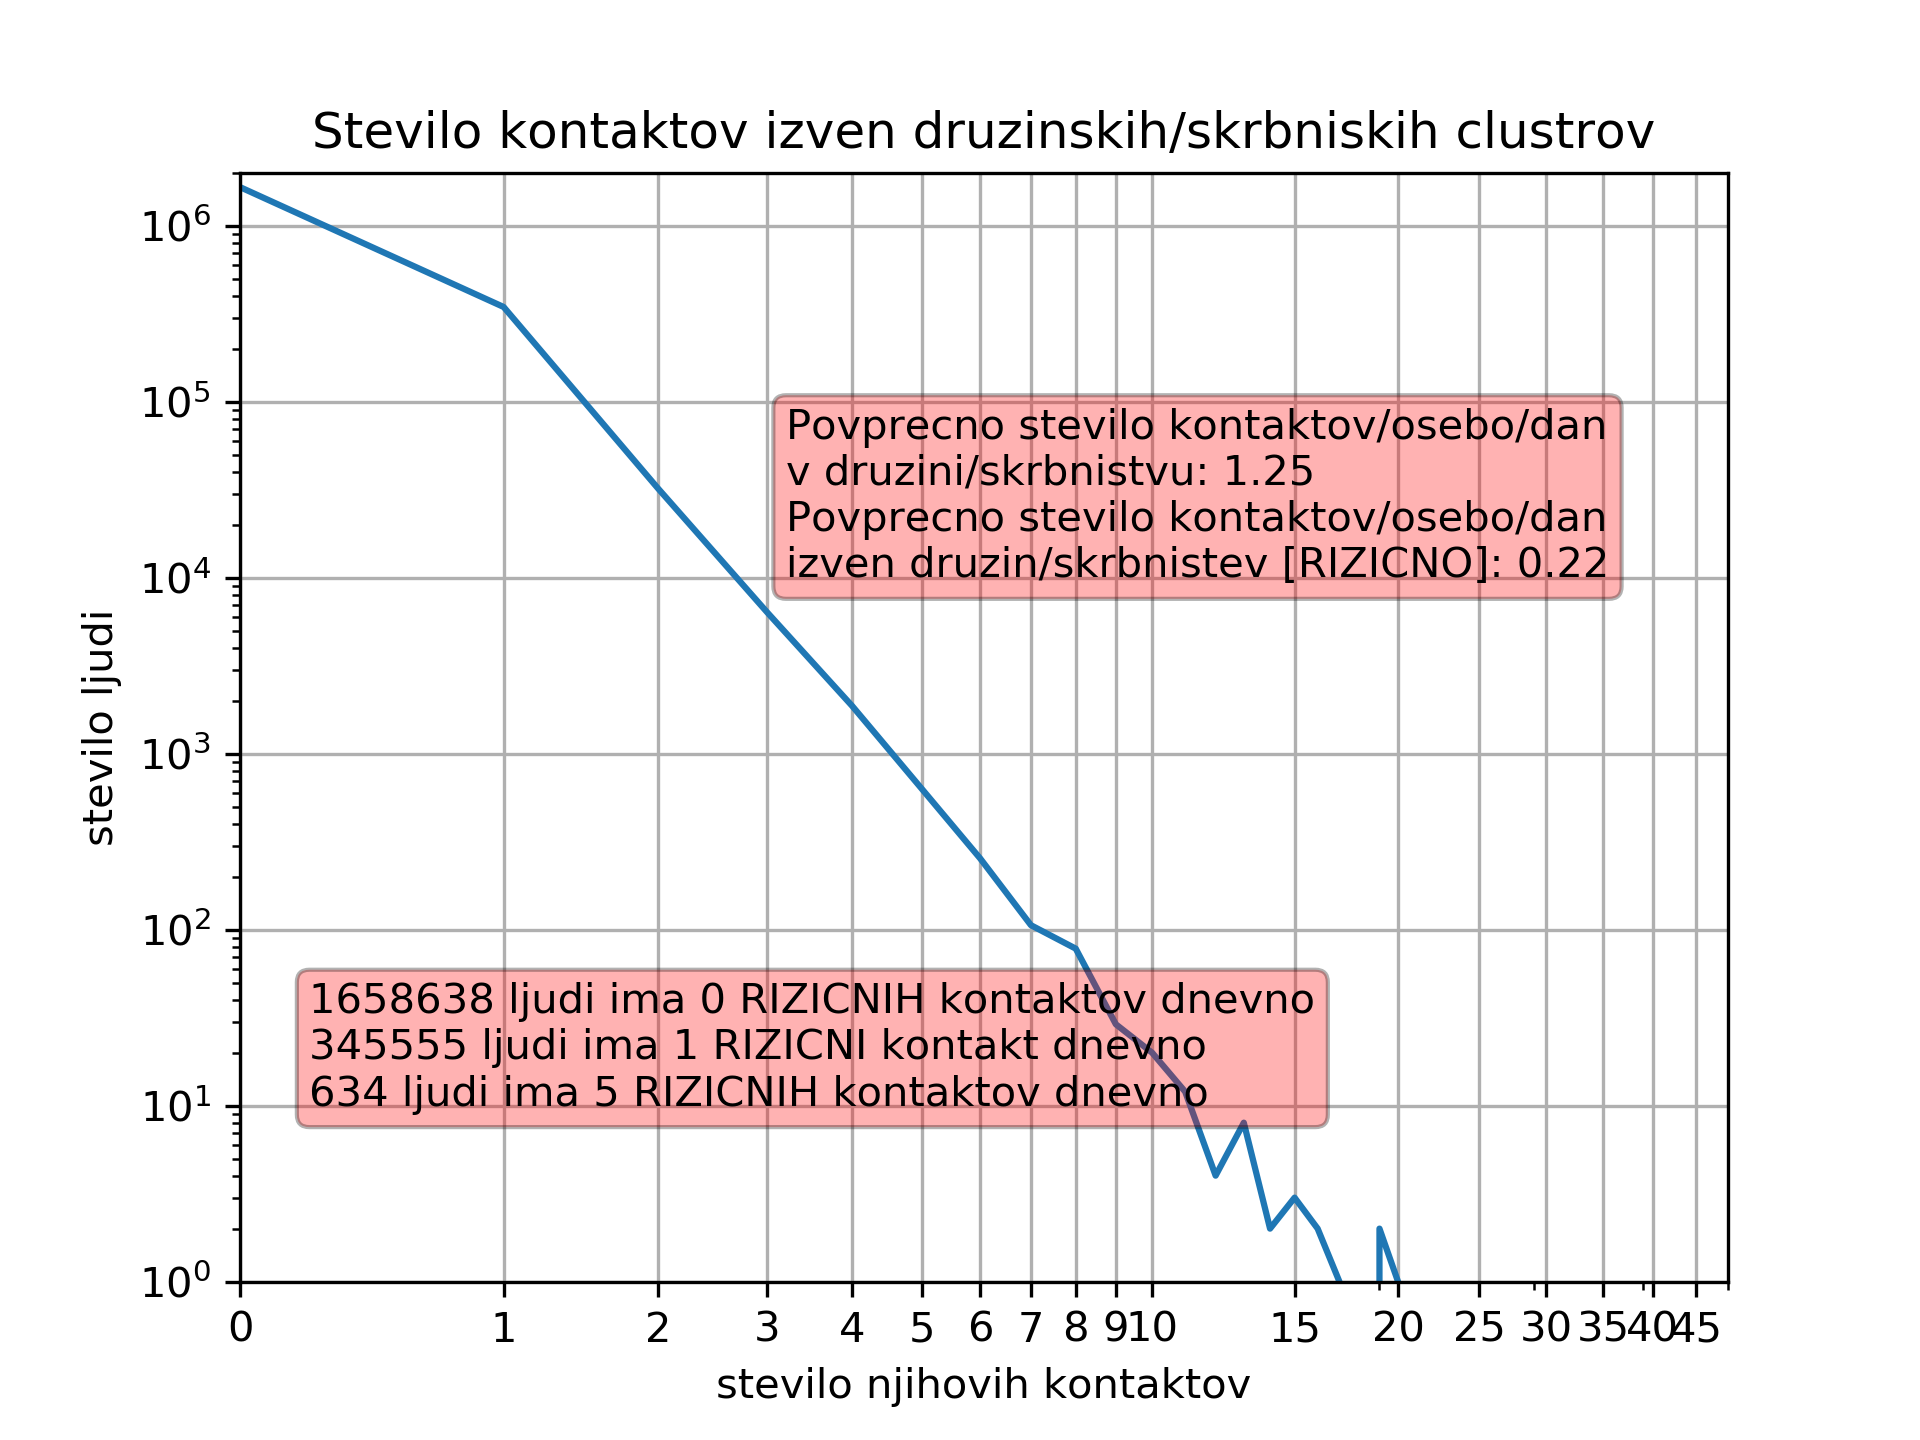 Stevilo kontaktov izven druzinskih/skrbniskih clustrov
10⁶
10⁵
10⁴
10³
10²
10¹
10⁰
stevilo ljudi
Povprecno stevilo kontaktov/osebo/dan
v druzini/skrbnistvu: 1.25
Povprecno stevilo kontaktov/osebo/dan
izven druzin/skrbnistev [RIZICNO]: 0.22
1658638 ljudi ima 0 RIZICNIH kontaktov dnevno
345555 ljudi ima 1 RIZICNI kontakt dnevno
634 ljudi ima 5 RIZICNIH kontaktov dnevno
0 1 2 3 4 5 6 7 8 9 10 15 20 25 30 35 40 45
stevilo njihovih kontaktov